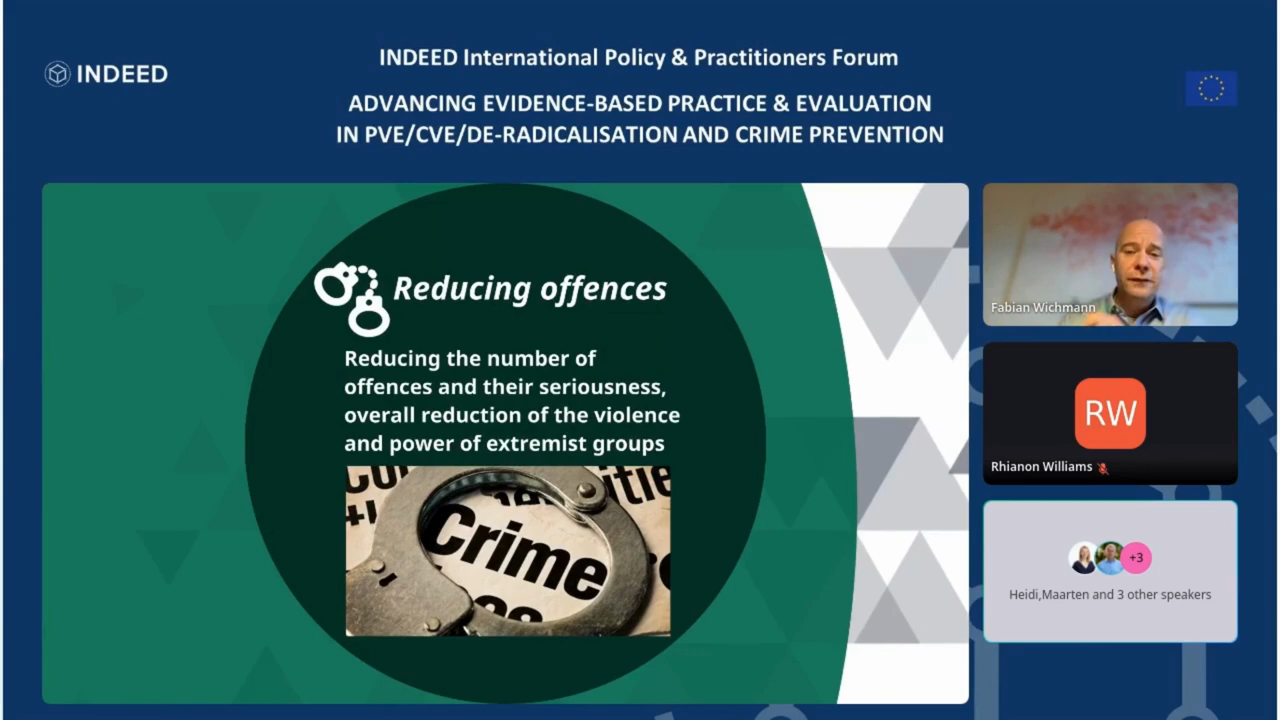 INDEED
INDEED International Policy & Practitioners Forum
ADVANCING EVIDENCE-BASED PRACTICE & EVALUATION
IN PVE/CVE/DE-RADICALISATION AND CRIME PREVENTION
Reducing offences
Reducing the number of
offences and their seriousness,
overall reduction of the violence
and power of extremist groups
Crime
Fabian Wichmann
RW
Rhianon Williams
+3
Heidi,Maarten and 3 other speakers